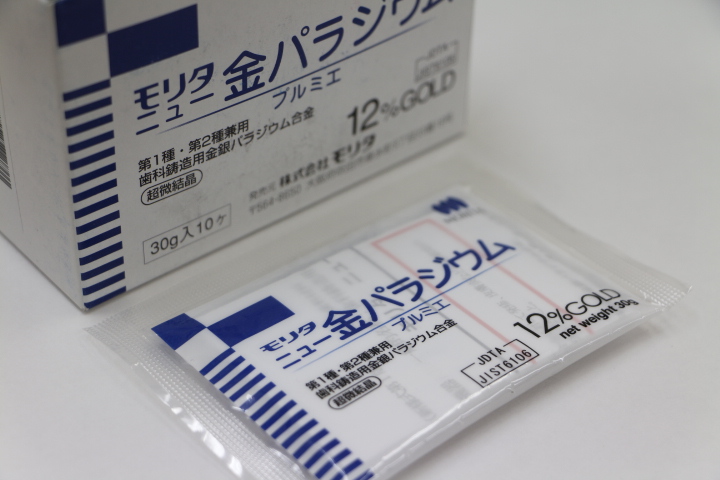 モリタ
ニュー金パラジウム
プルミエ
12%GOLD
JDTA
第1種・第2種兼用
歯科鋳造用金銀パラジウム合金
超微結晶
発売元 株式会社 モリタ
30g入10ヶ
モリタ
ニュー金パラジウム
プルミエ
12%GOLD
net weight 30g
第1種・第2種兼用
歯科鋳造用金銀パラジウム合金
超微結晶
JDTA
JIST6106